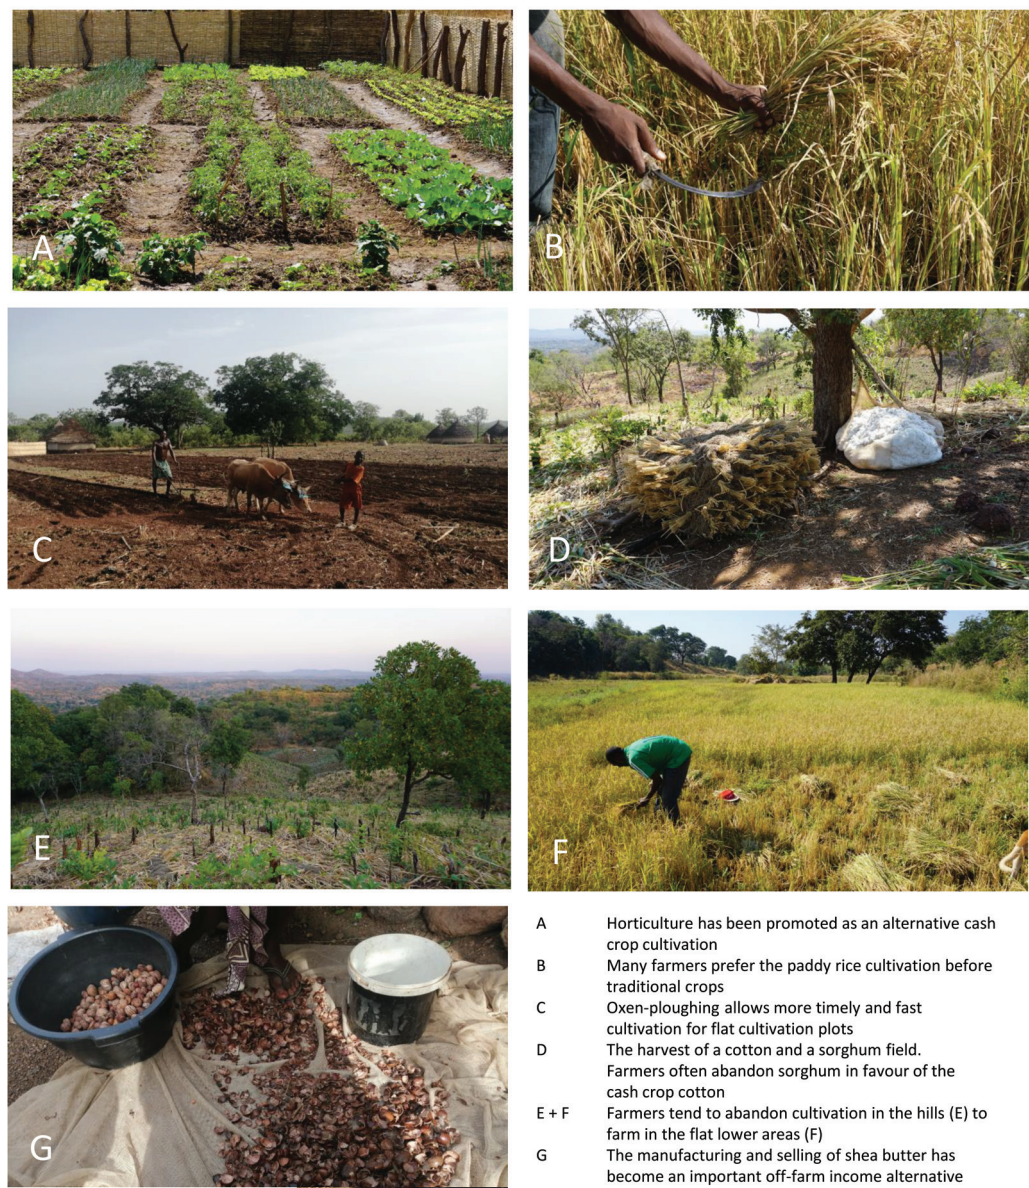 A
B
C
D
E
F
G
A Horticulture has been promoted as an alternative cash
crop cultivation
B Many farmers prefer the paddy rice cultivation before
traditional crops
C Oxen-ploughing allows more timely and fast
cultivation for flat cultivation plots
D The harvest of a cotton and a sorghum field.
Farmers often abandon sorghum in favour of the
cash crop cotton
E + F Farmers tend to abandon cultivation in the hills (E) to
farm in the flat lower areas (F)
G The manufacturing and selling of shea butter has
become an important off-farm income alternative